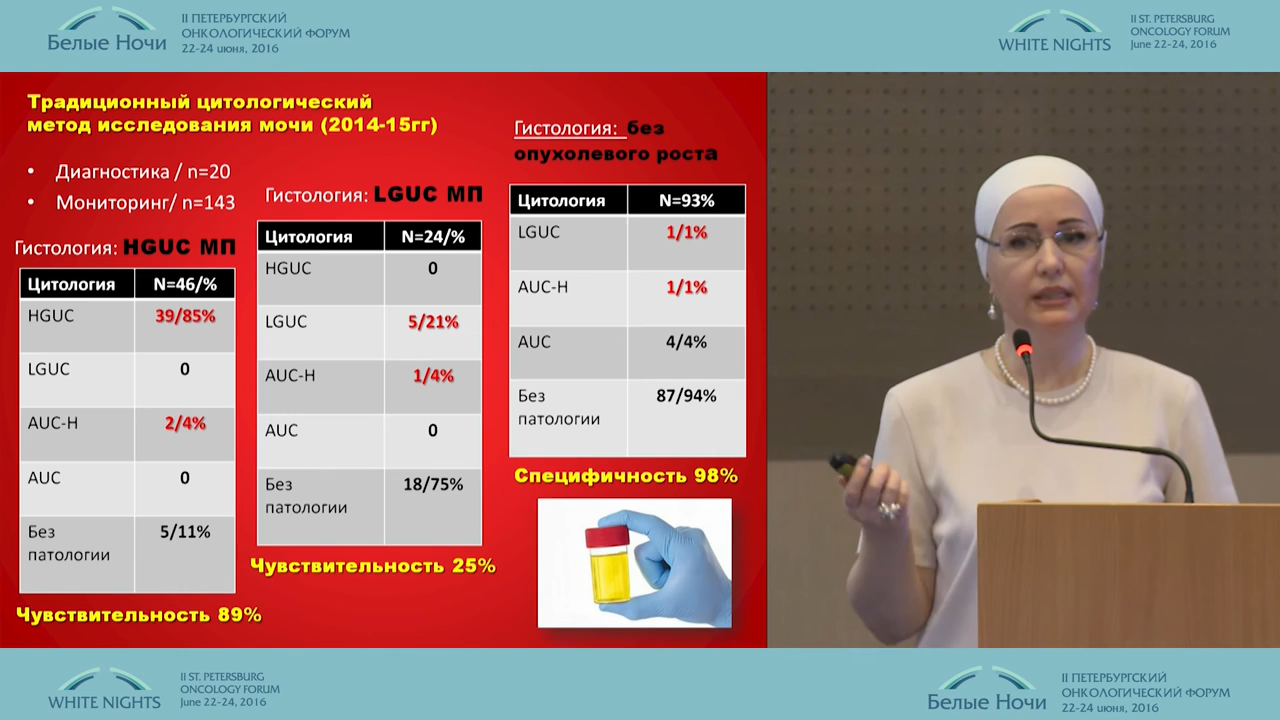 Белые Ночи
II ПЕТЕРБУРГСКИЙ
ОНКОЛОГИЧЕСКИЙ ФОРУМ
22-24 июня, 2016
WHITE NIGHTS
II ST. PETERSBURG
ONCOLOGY FORUM
June 22-24, 2016
Традиционный цитологический
метод исследования мочи (2014-15гг)
• Диагностика / n=20
• Мониторинг/ n=143
Гистология: HGUC МП
Цитология N=46/%
HGUC 39/85%
LGUC 0
AUC-H 2/4%
AUC 0
Без 5/11%
патологии
Чувствительность 89%
Гистология: LGUC МП
Цитология N=24/%
HGUC 0
LGUC 5/21%
AUC-H 1/4%
AUC 0
Без 18/75%
патологии
Чувствительность 25%
Гистология: без
опухолевого роста
Цитология N=93%
LGUC 1/1%
AUC-H 1/1%
AUC 4/4%
Без 87/94%
патологии
Специфичность 98%
WHITE NIGHTS
II ST. PETERSBURG
ONCOLOGY FORUM
June 22-24, 2016
Белые Ночи
II ПЕТЕРБУРГСКИЙ
ОНКОЛОГИЧЕСКИЙ ФОРУМ
22-24 июня, 2016